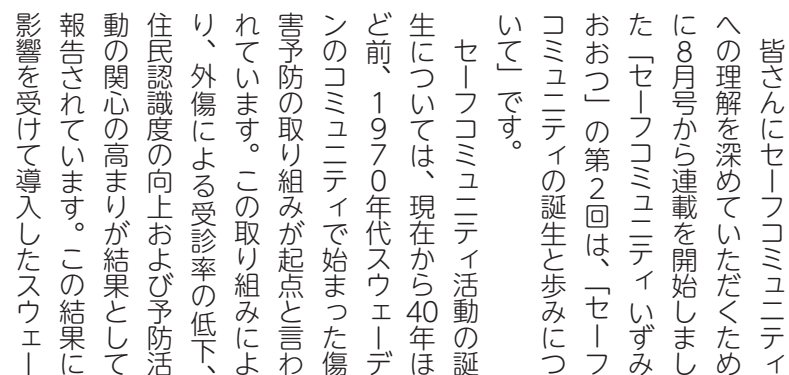 皆さんにセーフコミュニティ
への理解を深めていただくため
に８月号から連載を開始しまし
た「セーフコミュニティいずみ
おおつ」の第２回は、「セーフ
コミュニティの誕生と歩みにつ
いて」です。
セーフコミュニティ活動の誕
生については、現在から40年ほ
ど前、１９７０年代スウェーデ
ンのコミュニティで始まった傷
害予防の取り組みが起点と言わ
れています。この取り組みによ
り、外傷による受診率の低下、
住民認識度の向上および予防活
動の関心の高まりが結果として
報告されています。この結果に
影響を受けて導入したスウェー